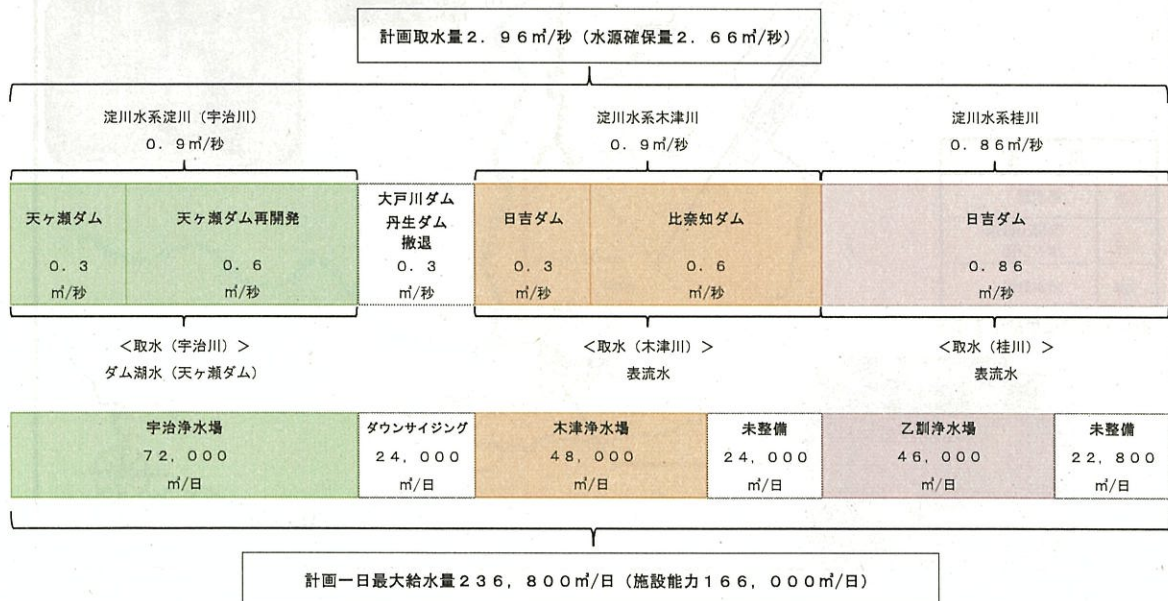 計画取水量2.96㎥/秒(水源確保量2.66㎥/秒)
淀川水系淀川(宇治川)
0.9㎥/秒
淀川水系木津川
0.9㎥/秒
淀川水系桂川
0.86㎥/秒
天ヶ瀬ダム
0.3
㎥/秒
天ヶ瀬ダム再開発
0.6
㎥/秒
大戸川ダム
丹生ダム
撤退
0.3
㎥/秒
日吉ダム
0.3
㎥/秒
比奈知ダム
0.6
㎥/秒
日吉ダム
0.86
㎥/秒
<取水(宇治川)>
ダム湖水(天ヶ瀬ダム)
<取水(木津川)>
表流水
<取水(桂川)>
表流水
宇治浄水場
72,000
㎥/日
ダウンサイジング
24,000
㎥/日
木津浄水場
48,000
㎥/日
未整備
24,000
㎥/日
乙訓浄水場
46,000
㎥/日
未整備
22,800
㎥/日
計画一日最大給水量236,800㎥/日(施設能力166,000㎥/日)